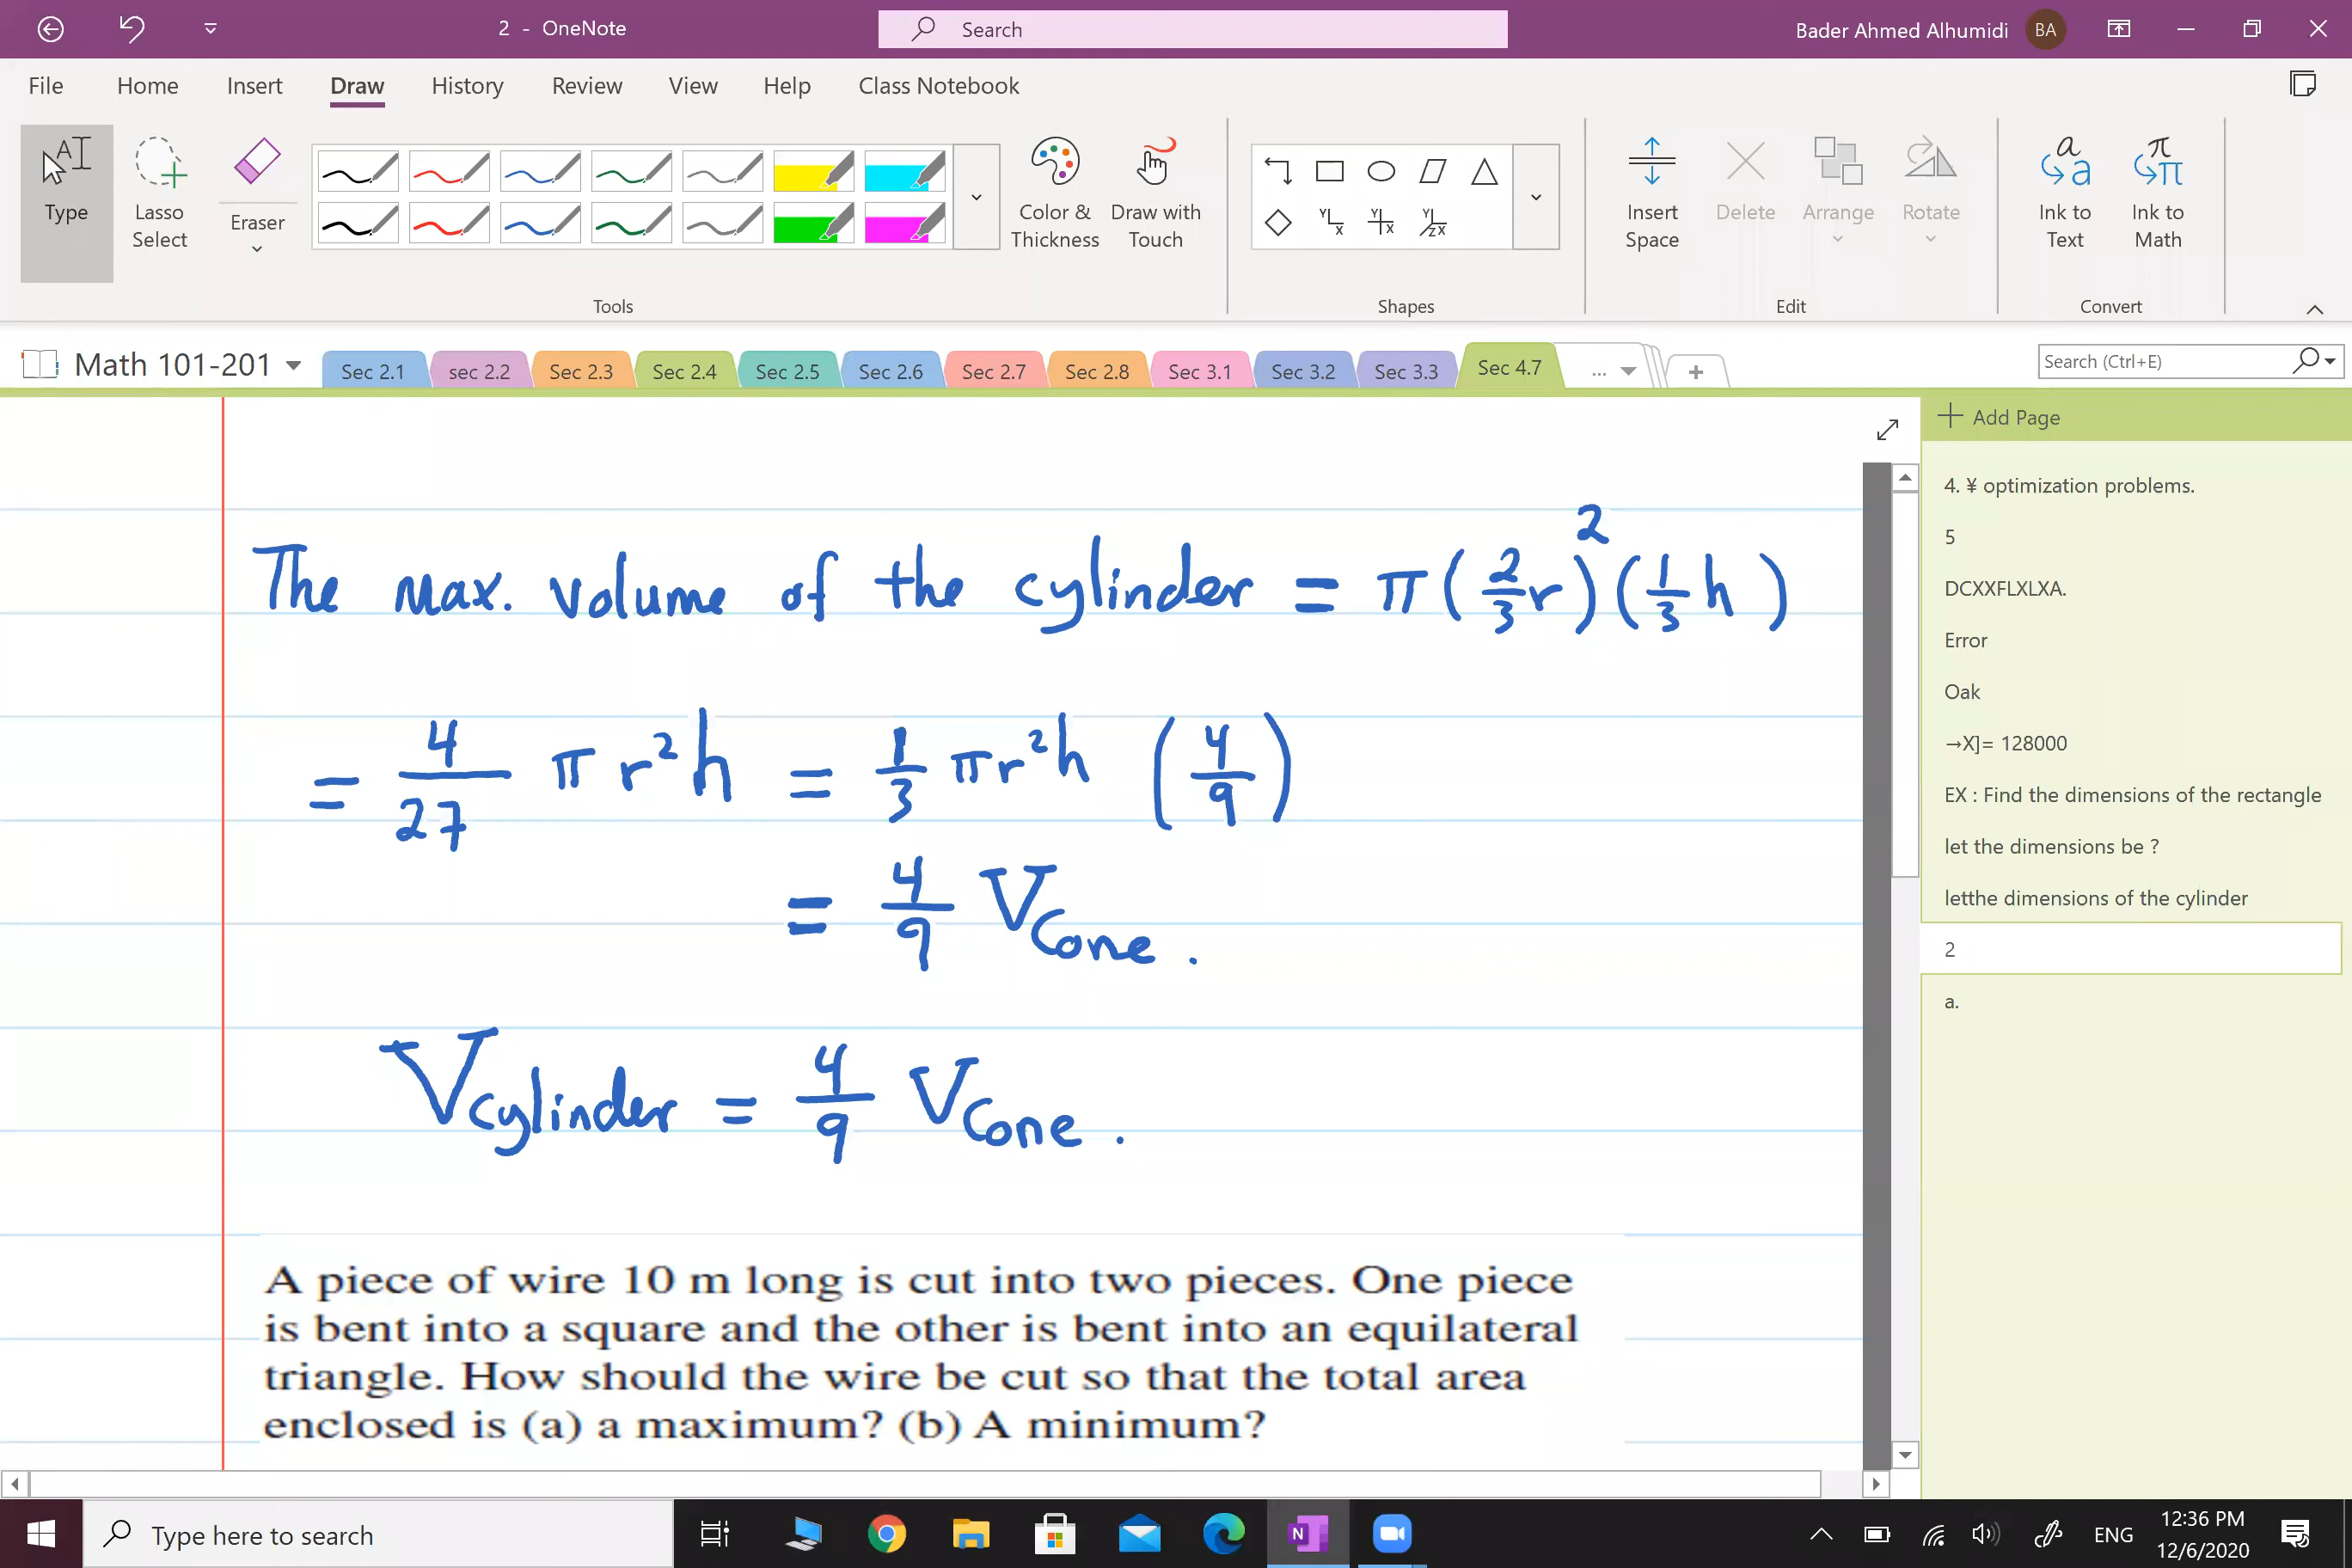 2 - OneNote
Search
Bader Ahmed Alhumidi BA
File Home Insert Draw History Review View Help Class Notebook
Type
Lasso Select
Eraser
Color & Thickness
Draw with Touch
Insert Space
Delete
Arrange
Rotate
Ink to Text
Ink to Math
Tools Shapes Edit Convert
Math 101-201 Sec 2.1 sec 2.2 Sec 2.3 Sec 2.4 Sec 2.5 Sec 2.6 Sec 2.7 Sec 2.8 Sec 3.1 Sec 3.2 Sec 3.3 Sec 4.7 ... +
Search (Ctrl+E)
The max. volume of the cylinder = π(2/3 r)²(1/3 h)
= 4/27 π r²h = 1/3 πr²h (4/9)
= 4/9 V Cone.
V cylinder = 4/9 V Cone.
A piece of wire 10 m long is cut into two pieces. One piece
is bent into a square and the other is bent into an equilateral
triangle. How should the wire be cut so that the total area
enclosed is (a) a maximum? (b) A minimum?
Add Page
4. ¥ optimization problems.
5
DCXXFLXLXA.
Error
Oak
→X]= 128000
EX : Find the dimensions of the rectangle
let the dimensions be ?
letthe dimensions of the cylinder
2
a.
Type here to search
ENG
12:36 PM
12/6/2020